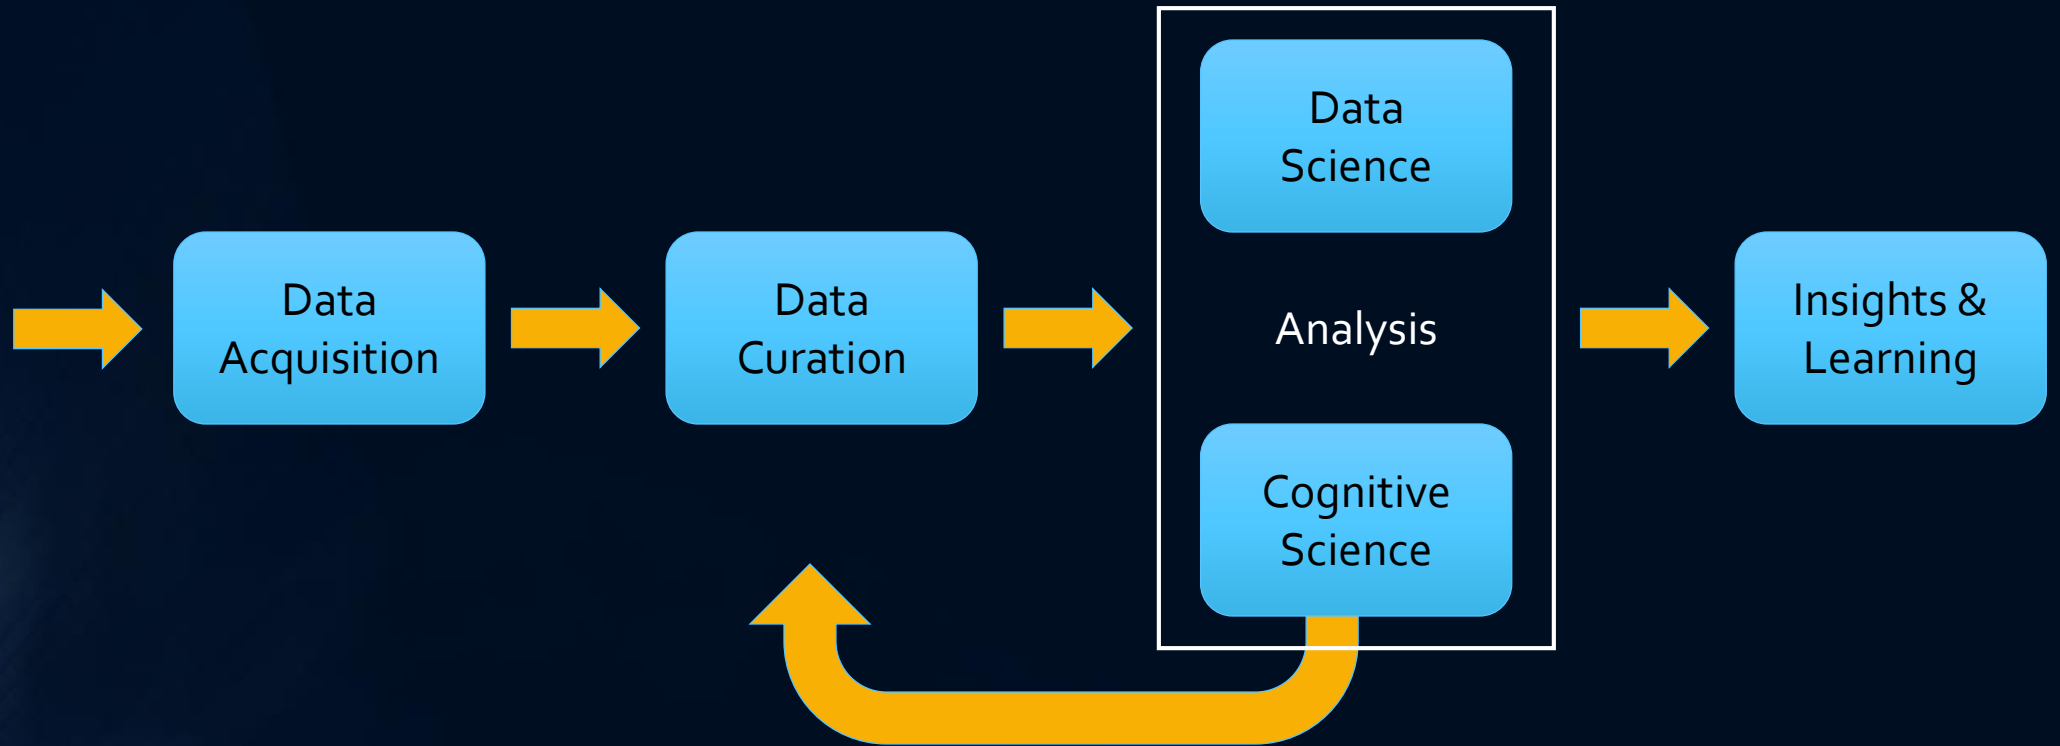 Data
Acquisition
Data
Curation
Data
Science
Analysis
Cognitive
Science
Insights &
Learning